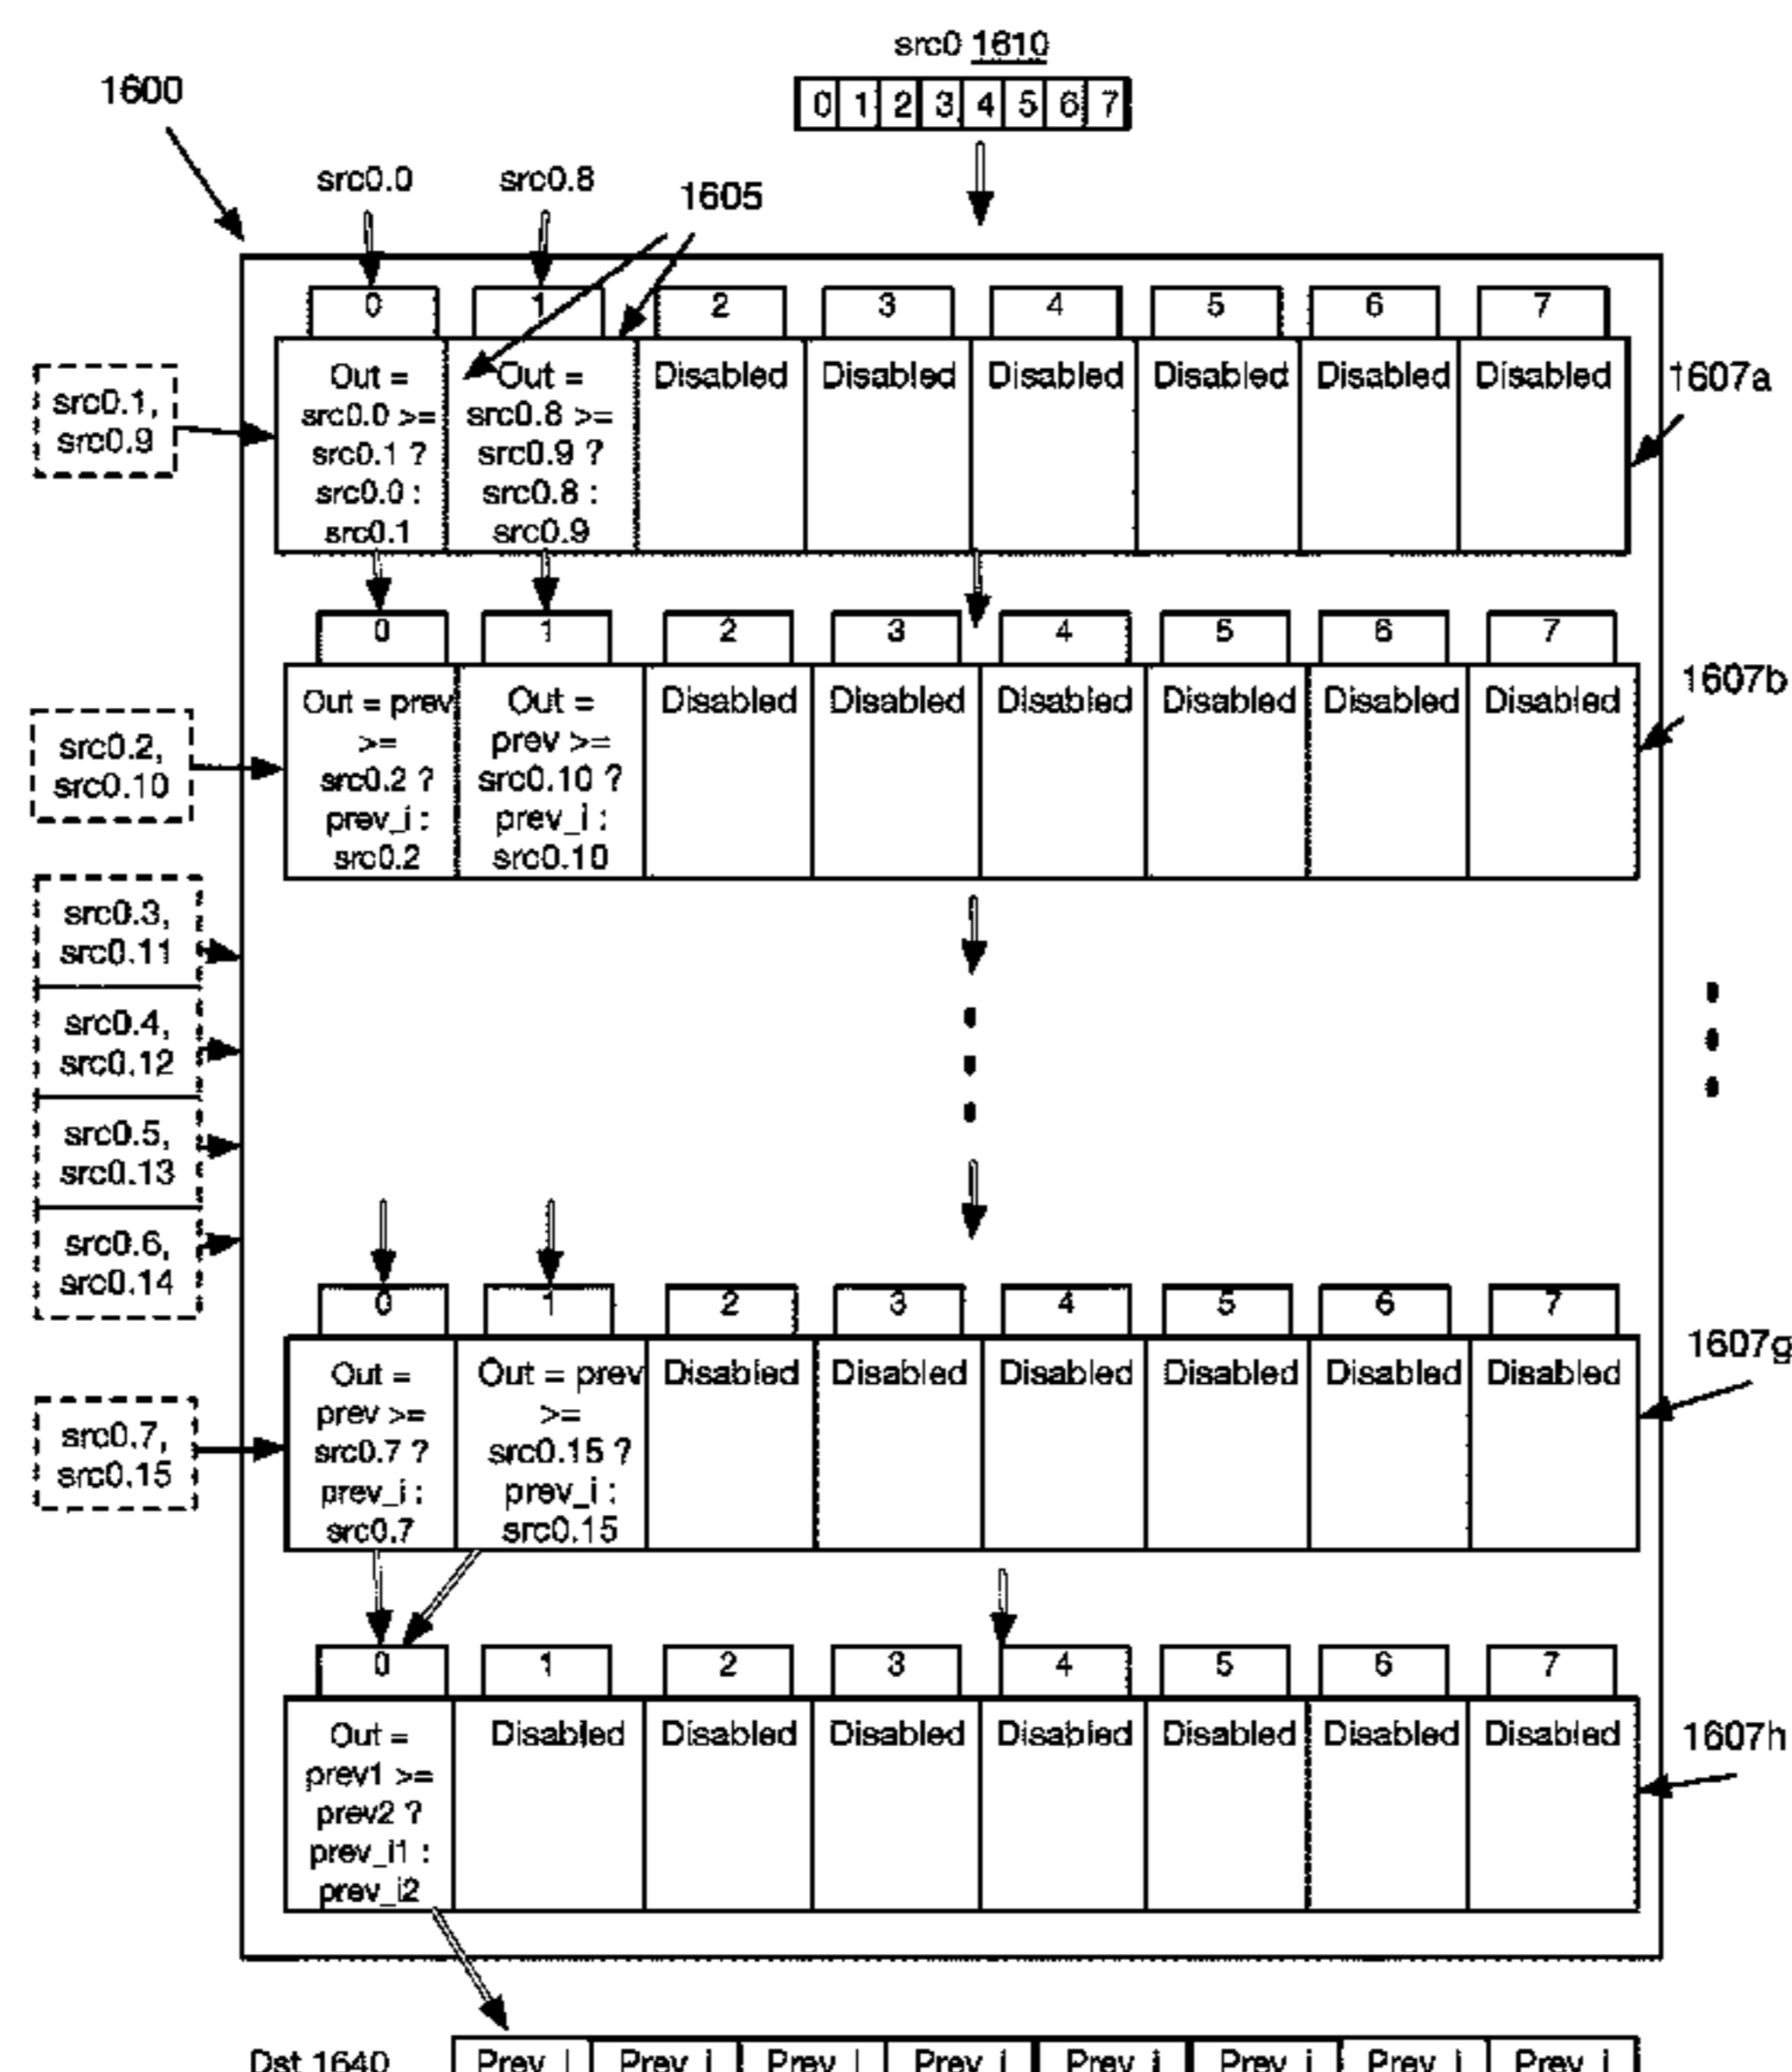 src0 1610
0 1 2 3 4 5 6 7
1600
src0.0 src0.8
1605
0 1 2 3 4 5 6 7
src0.1,
src0.9
Out =
src0.0 >=
src0.1 ?
src0.0 :
src0.1
Out =
src0.8 >=
src0.9 ?
src0.8 :
src0.9
Disabled Disabled Disabled Disabled Disabled Disabled
1607a
0 1 2 3 4 5 6 7
src0.2,
src0.10
Out = prev
>=
src0.2 ?
prev_i :
src0.2
Out =
prev >=
src0.10 ?
prev_i :
src0.10
Disabled Disabled Disabled Disabled Disabled Disabled
1607b
src0.3,
src0.11
src0.4,
src0.12
src0.5,
src0.13
src0.6,
src0.14
0 1 2 3 4 5 6 7
src0.7,
src0.15
Out =
prev >=
src0.7 ?
prev_i :
src0.7
Out = prev
>=
src0.15 ?
prev_i :
src0.15
Disabled Disabled Disabled Disabled Disabled Disabled
1607g
0 1 2 3 4 5 6 7
Out =
prev1 >=
prev2 ?
prev_i1 :
prev_i2
Disabled Disabled Disabled Disabled Disabled Disabled Disabled
1607h
Dst 1640
Prev_i Prev_i Prev_i Prev_i Prev_i Prev_i Prev_i Prev_i